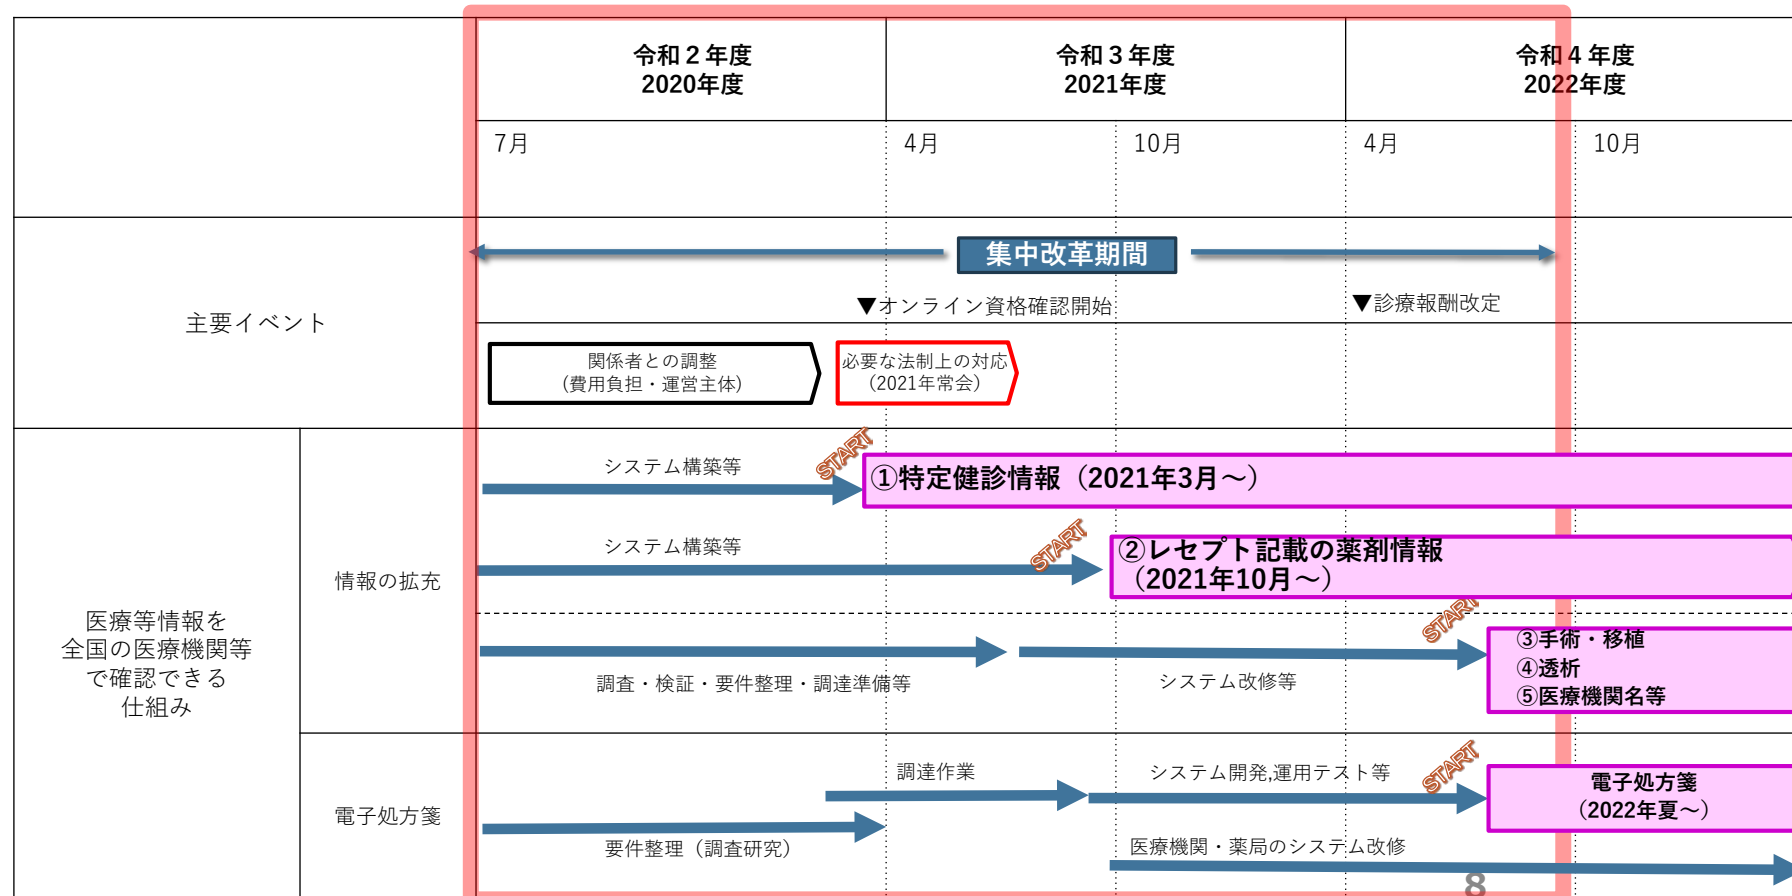 令和２年度
2020年度
令和３年度
2021年度
令和４年度
2022年度
7月
4月
10月
4月
10月
主要イベント
集中改革期間
▼オンライン資格確認開始
▼診療報酬改定
関係者との調整
(費用負担・運営主体)
必要な法制上の対応
（2021年常会）
医療等情報を
全国の医療機関等
で確認できる
仕組み
情報の拡充
システム構築等
START
①特定健診情報（2021年3月～）
システム構築等
START
②レセプト記載の薬剤情報
（2021年10月～）
調査・検証・要件整理・調達準備等
システム改修等
START
③手術・移植
④透析
⑤医療機関名等
電子処方箋
要件整理（調査研究）
調達作業
システム開発,運用テスト等
START
電子処方箋
（2022年夏～）
医療機関・薬局のシステム改修
8